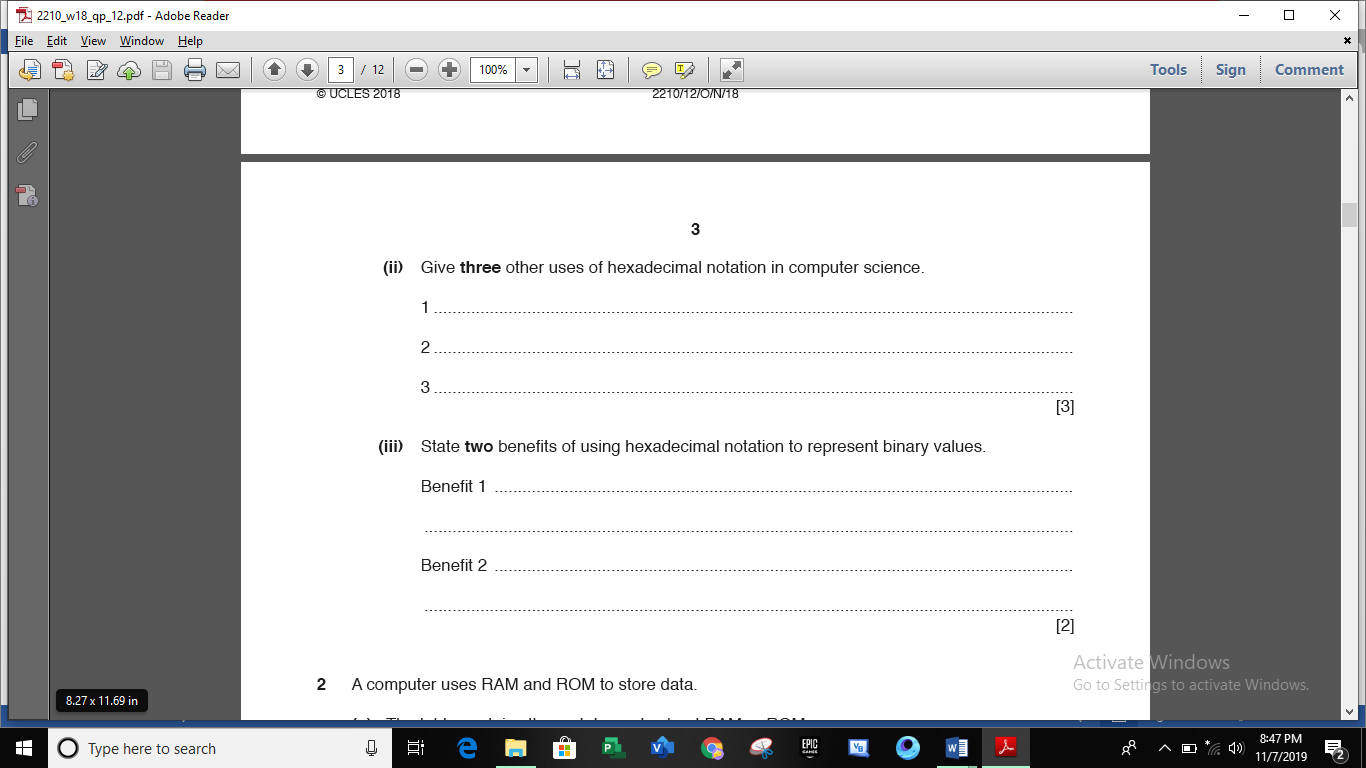 2210_w18_qp_12.pdf - Adobe Reader
File Edit View Window Help
3 / 12 100% Tools Sign Comment
© UCLES 2018 2210/12/O/N/18
3
(ii) Give three other uses of hexadecimal notation in computer science.
1 ............................................................
2 ............................................................
3 ............................................................
[3]
(iii) State two benefits of using hexadecimal notation to represent binary values.
Benefit 1 ............................................................
............................................................
Benefit 2 ............................................................
............................................................
[2]
Activate Windows
2 A computer uses RAM and ROM to store data.
Go to Settings to activate Windows.
8.27 x 11.69 in
Type here to search
EPIC GAMES
8:47 PM
11/7/2019
2